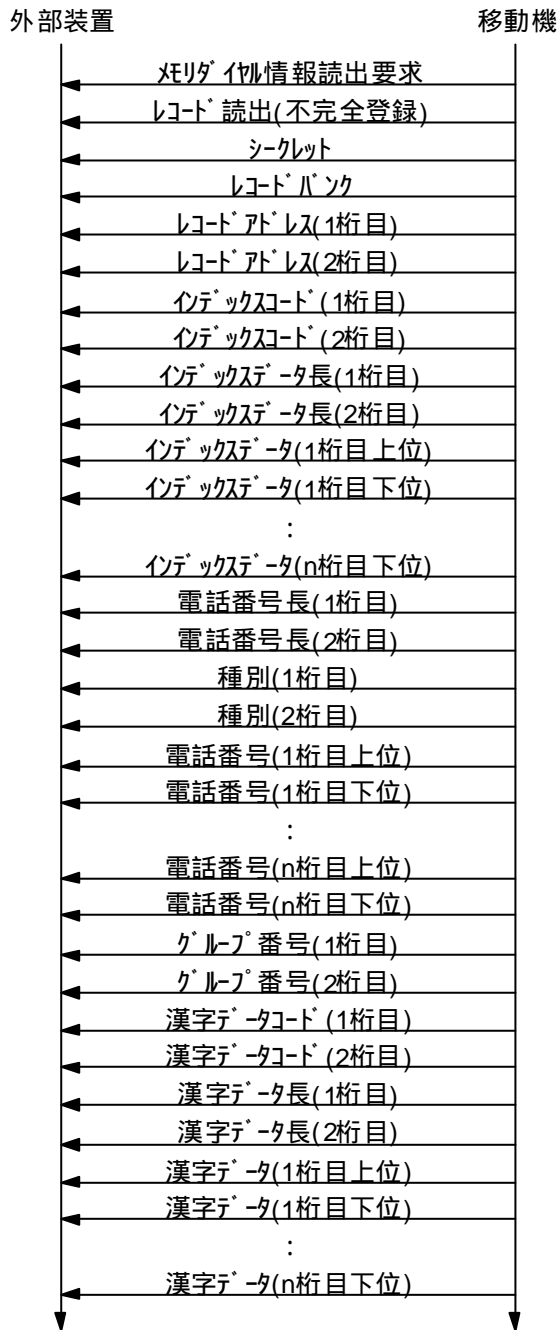 外部装置 移動機
ﾒﾓﾘﾀﾞｲﾔﾙ情報読出要求
ﾚｺｰﾄﾞ読出(不完全登録)
ｼｰｸﾚｯﾄ
ﾚｺｰﾄﾞﾊﾞﾝｸ
ﾚｺｰﾄﾞｱﾄﾞﾚｽ(1桁目)
ﾚｺｰﾄﾞｱﾄﾞﾚｽ(2桁目)
ｲﾝﾃﾞｯｸｽｺｰﾄﾞ(1桁目)
ｲﾝﾃﾞｯｸｽｺｰﾄﾞ(2桁目)
ｲﾝﾃﾞｯｸｽﾃﾞｰﾀ長(1桁目)
ｲﾝﾃﾞｯｸｽﾃﾞｰﾀ長(2桁目)
ｲﾝﾃﾞｯｸｽﾃﾞｰﾀ(1桁目上位)
ｲﾝﾃﾞｯｸｽﾃﾞｰﾀ(1桁目下位)
:
ｲﾝﾃﾞｯｸｽﾃﾞｰﾀ(n桁目下位)
電話番号長(1桁目)
電話番号長(2桁目)
種別(1桁目)
種別(2桁目)
電話番号(1桁目上位)
電話番号(1桁目下位)
:
電話番号(n桁目上位)
電話番号(n桁目下位)
ｸﾞﾙｰﾌﾟ番号(1桁目)
ｸﾞﾙｰﾌﾟ番号(2桁目)
漢字ﾃﾞｰﾀｺｰﾄﾞ(1桁目)
漢字ﾃﾞｰﾀｺｰﾄﾞ(2桁目)
漢字ﾃﾞｰﾀ長(1桁目)
漢字ﾃﾞｰﾀ長(2桁目)
漢字ﾃﾞｰﾀ(1桁目上位)
漢字ﾃﾞｰﾀ(1桁目下位)
:
漢字ﾃﾞｰﾀ(n桁目下位)